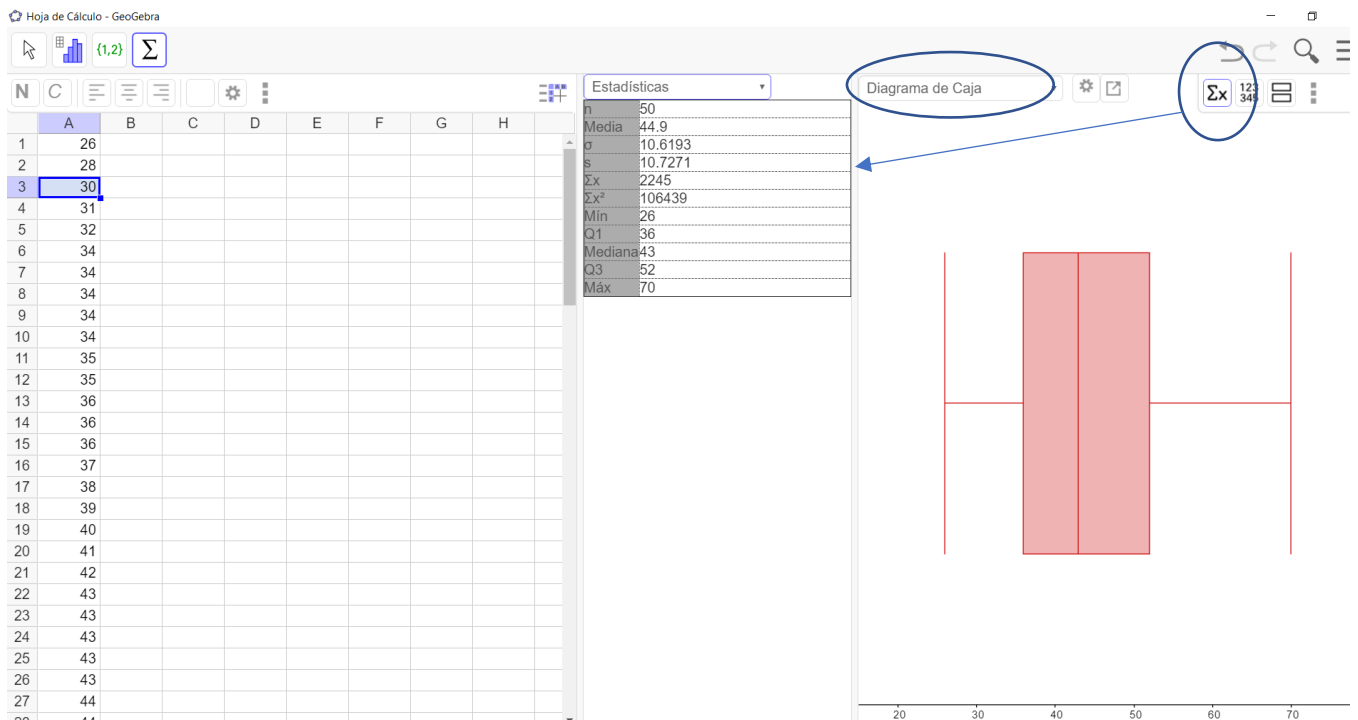 Hoja de Cálculo - GeoGebra
{1,2} Σ
N C
Estadísticas
Diagrama de Caja
Σx 123 345
A B C D E F G H
1 26
2 28
3 30
4 31
5 32
6 34
7 34
8 34
9 34
10 34
11 35
12 35
13 36
14 36
15 36
16 37
17 38
18 39
19 40
20 41
21 42
22 43
23 43
24 43
25 43
26 43
27 44
n 50
Media 44.9
σ 10.6193
s 10.7271
Σx 2245
Σx² 106439
Mín 26
Q1 36
Mediana 43
Q3 52
Máx 70
20 30 40 50 60 70